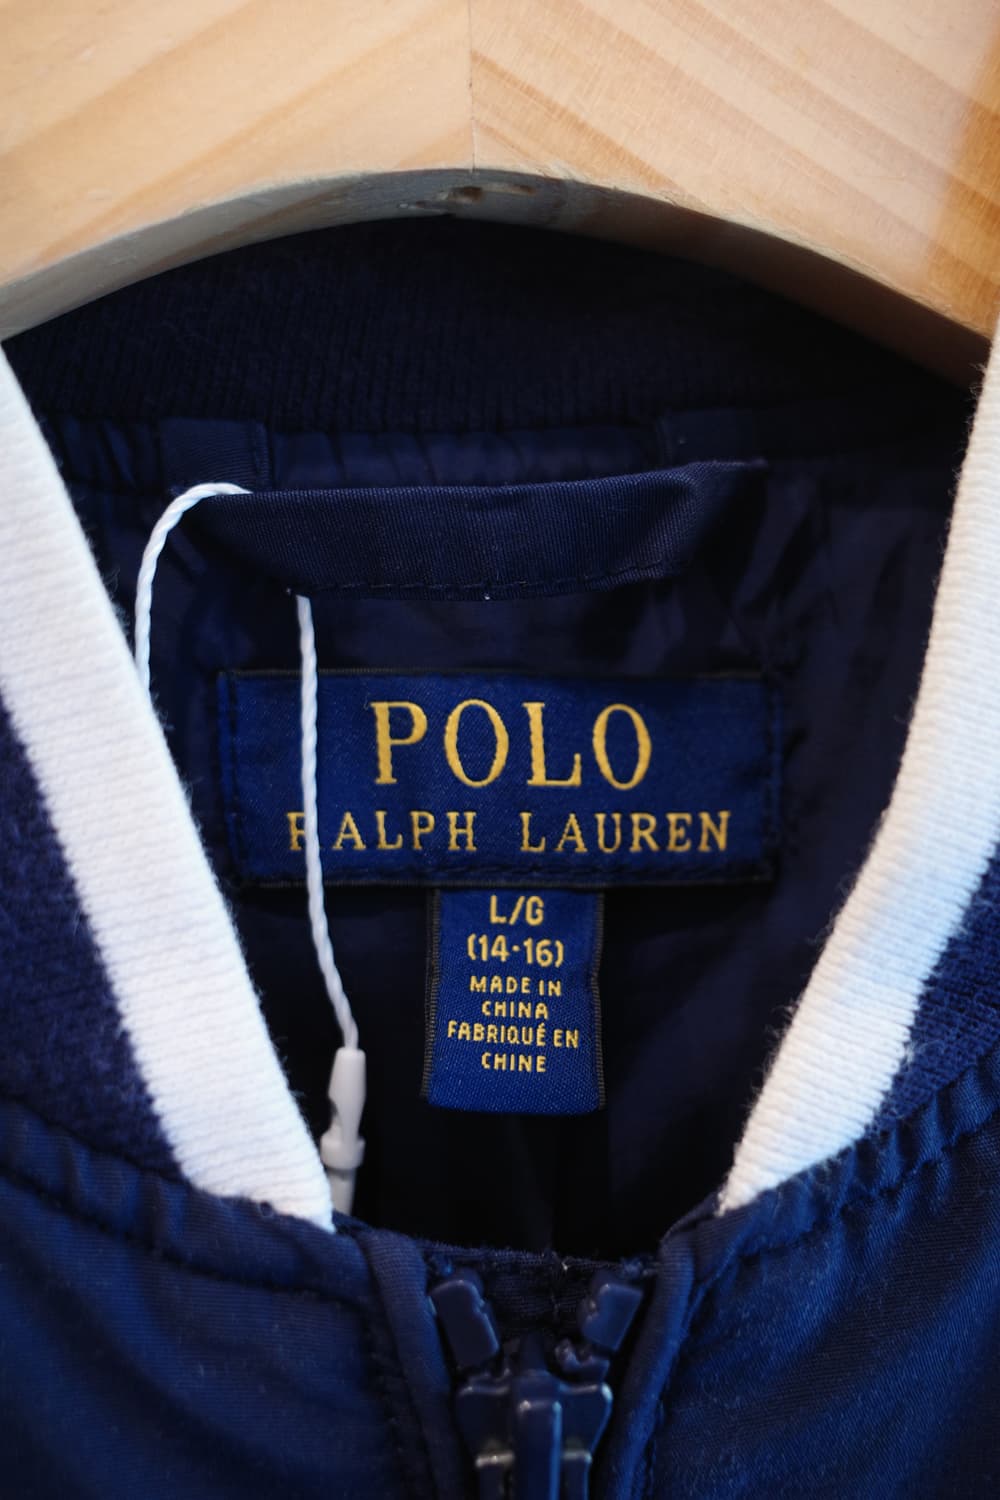 POLO
RALPH LAUREN
L/G
(14·16)
MADE IN
CHINA
FABRIQUÉ EN
CHINE